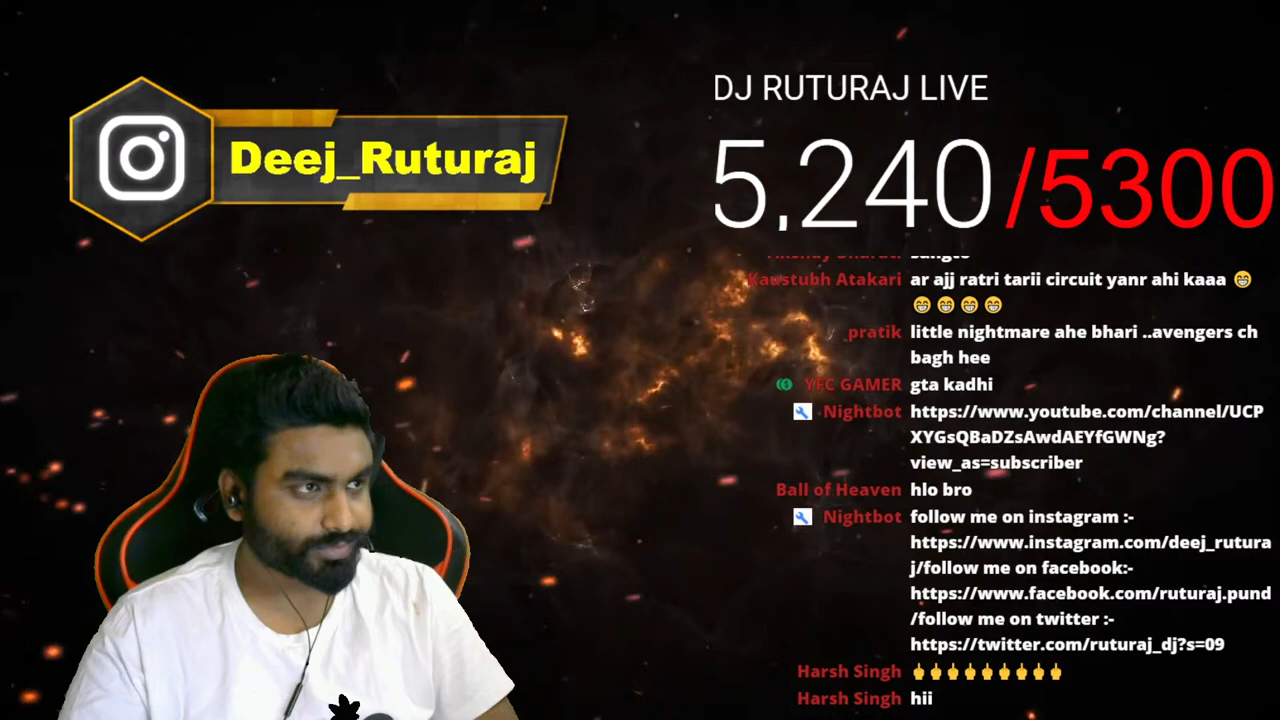 DJ RUTURAJ LIVE
Deej_Ruturaj
5,240/5300
Kaustubh Atakari ar ajj ratri tarii circuit yanr ahi kaaa 😁
😁 😁 😁 😁
_pratik little nightmare ahe bhari ..avengers ch
bagh hee
YFC GAMER gta kadhi
Nightbot https://www.youtube.com/channel/UCP
XYGsQBaDZsAwdAEYfGWNg?
view_as=subscriber
Ball of Heaven hlo bro
Nightbot follow me on instagram :-
https://www.instagram.com/deej_rutura
j/follow me on facebook:-
https://www.facebook.com/ruturaj.pund
/follow me on twitter :-
https://twitter.com/ruturaj_dj?s=09
Harsh Singh 🖕🖕🖕🖕🖕🖕🖕🖕🖕
Harsh Singh hii